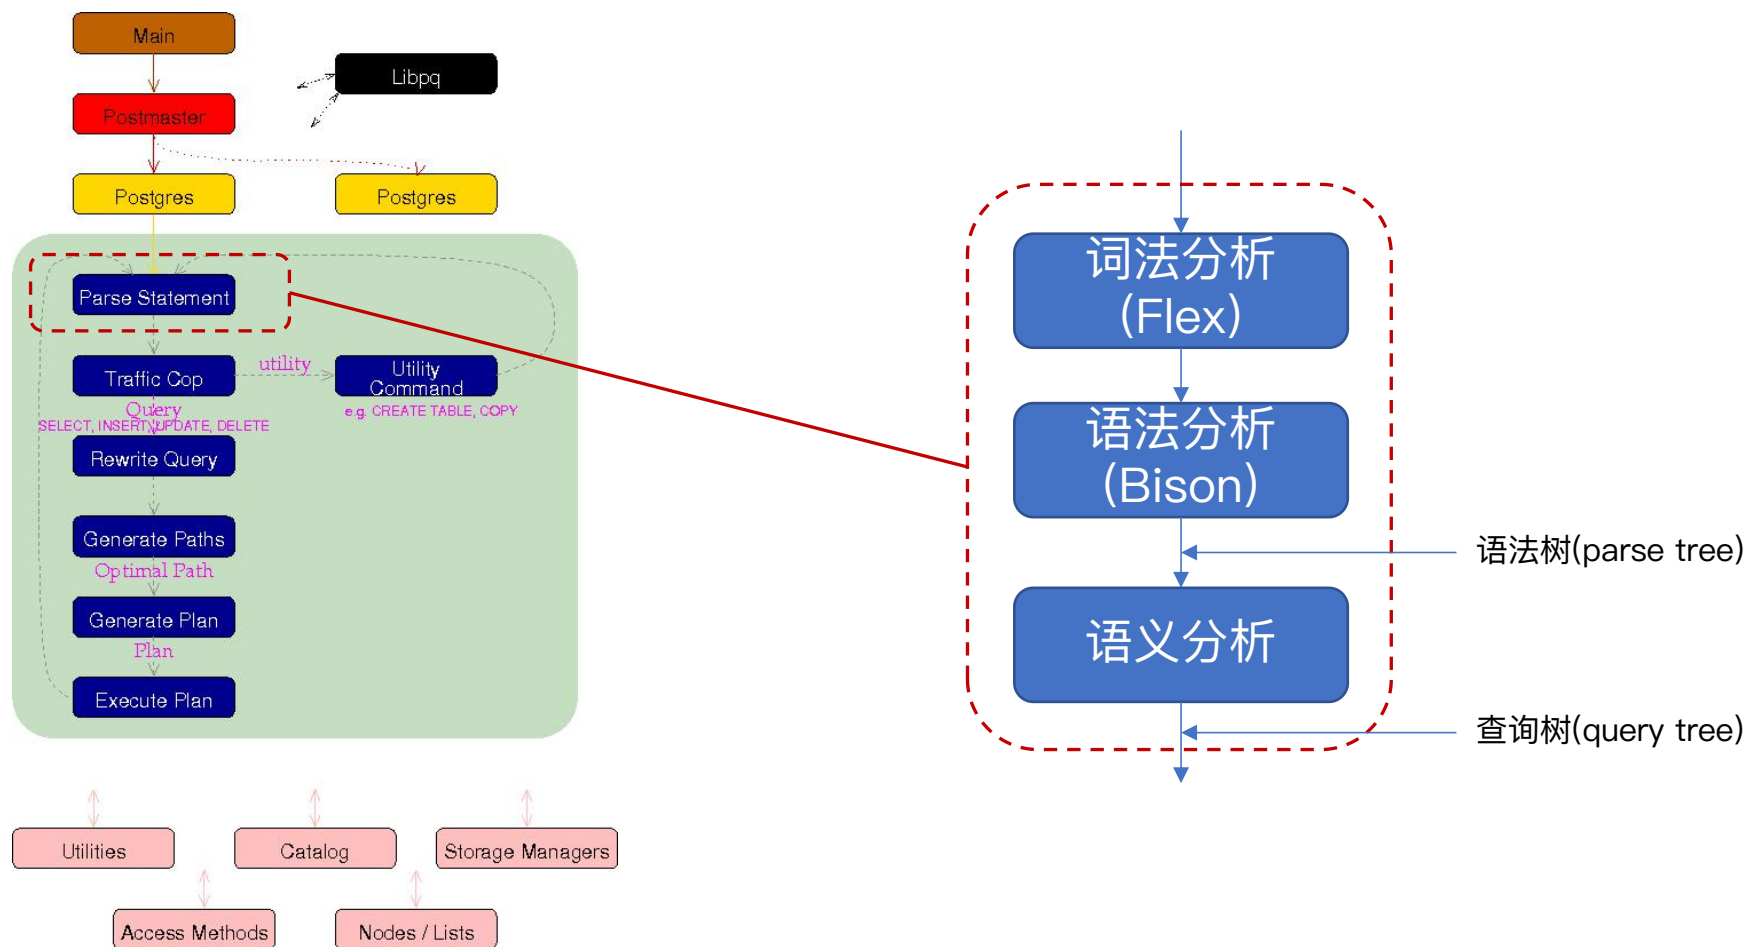 Main
Libpq
Postmaster
Postgres
Postgres
Parse Statement
Traffic Cop
utility
Utility
Command
Query
e.g. CREATE TABLE, COPY
SELECT, INSERT, UPDATE, DELETE
Rewrite Query
Generate Paths
Optimal Path
Generate Plan
Plan
Execute Plan
Utilities
Catalog
Storage Managers
Access Methods
Nodes / Lists
词法分析
(Flex)
语法分析
(Bison)
语法树(parse tree)
语义分析
查询树(query tree)